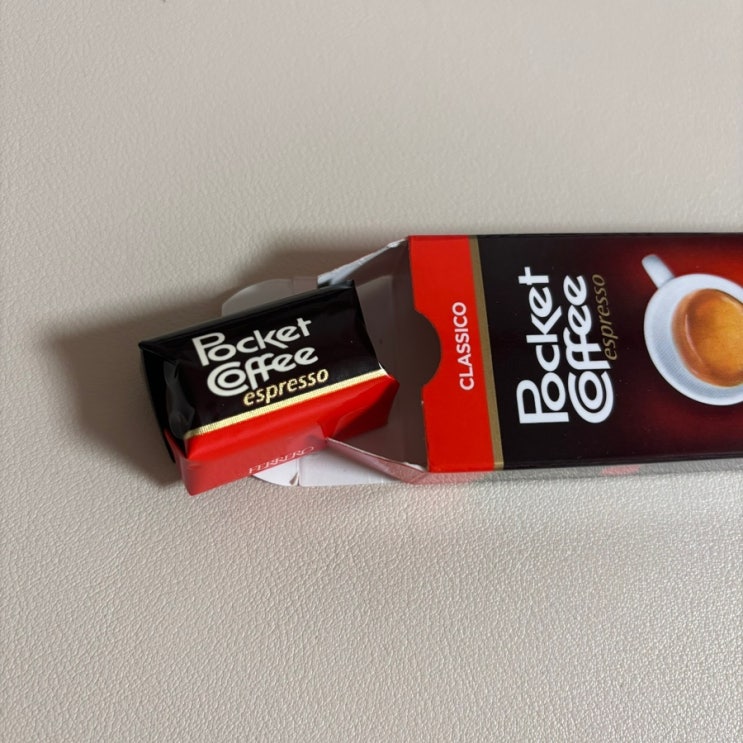 Pocket
Coffee
espresso
FERRERO
CLASSICO
Pocket
Coffee
espresso